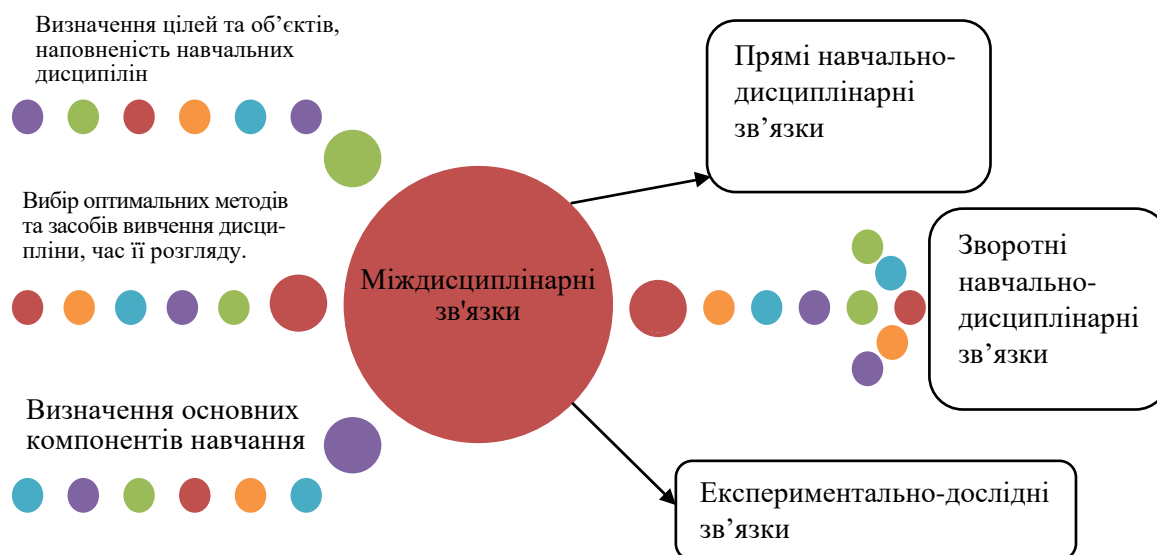 Визначення цілей та об’єктів,
наповненість навчальних
дисципілін
Вибір оптимальних методів
та засобів вивчення дисци-
пліни, час її розгляду.
Визначення основних
компонентів навчання
Міждисциплінарні
зв'язки
Прямі навчально-
дисциплінарні
зв’язки
Зворотні
навчально-
дисциплінарні
зв’язки
Експериментально-дослідні
зв’язки